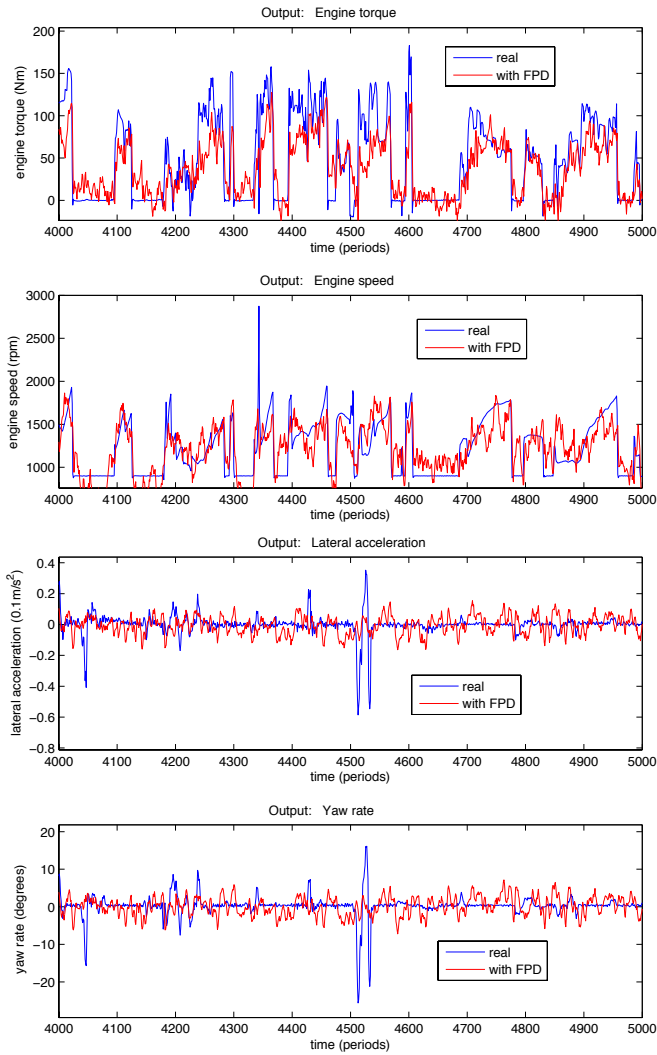 Output: Engine torque
200
150
100
50
0
engine torque (Nm)
real
with FPD
4000 4100 4200 4300 4400 4500 4600 4700 4800 4900 5000
time (periods)
Output: Engine speed
3000
2500
2000
1500
1000
engine speed (rpm)
real
with FPD
4000 4100 4200 4300 4400 4500 4600 4700 4800 4900 5000
time (periods)
Output: Lateral acceleration
0.4
0.2
0
−0.2
−0.4
−0.6
−0.8
lateral acceleration (0.1m/s²)
real
with FPD
4000 4100 4200 4300 4400 4500 4600 4700 4800 4900 5000
time (periods)
Output: Yaw rate
20
10
0
−10
−20
yaw rate (degrees)
real
with FPD
4000 4100 4200 4300 4400 4500 4600 4700 4800 4900 5000
time (periods)